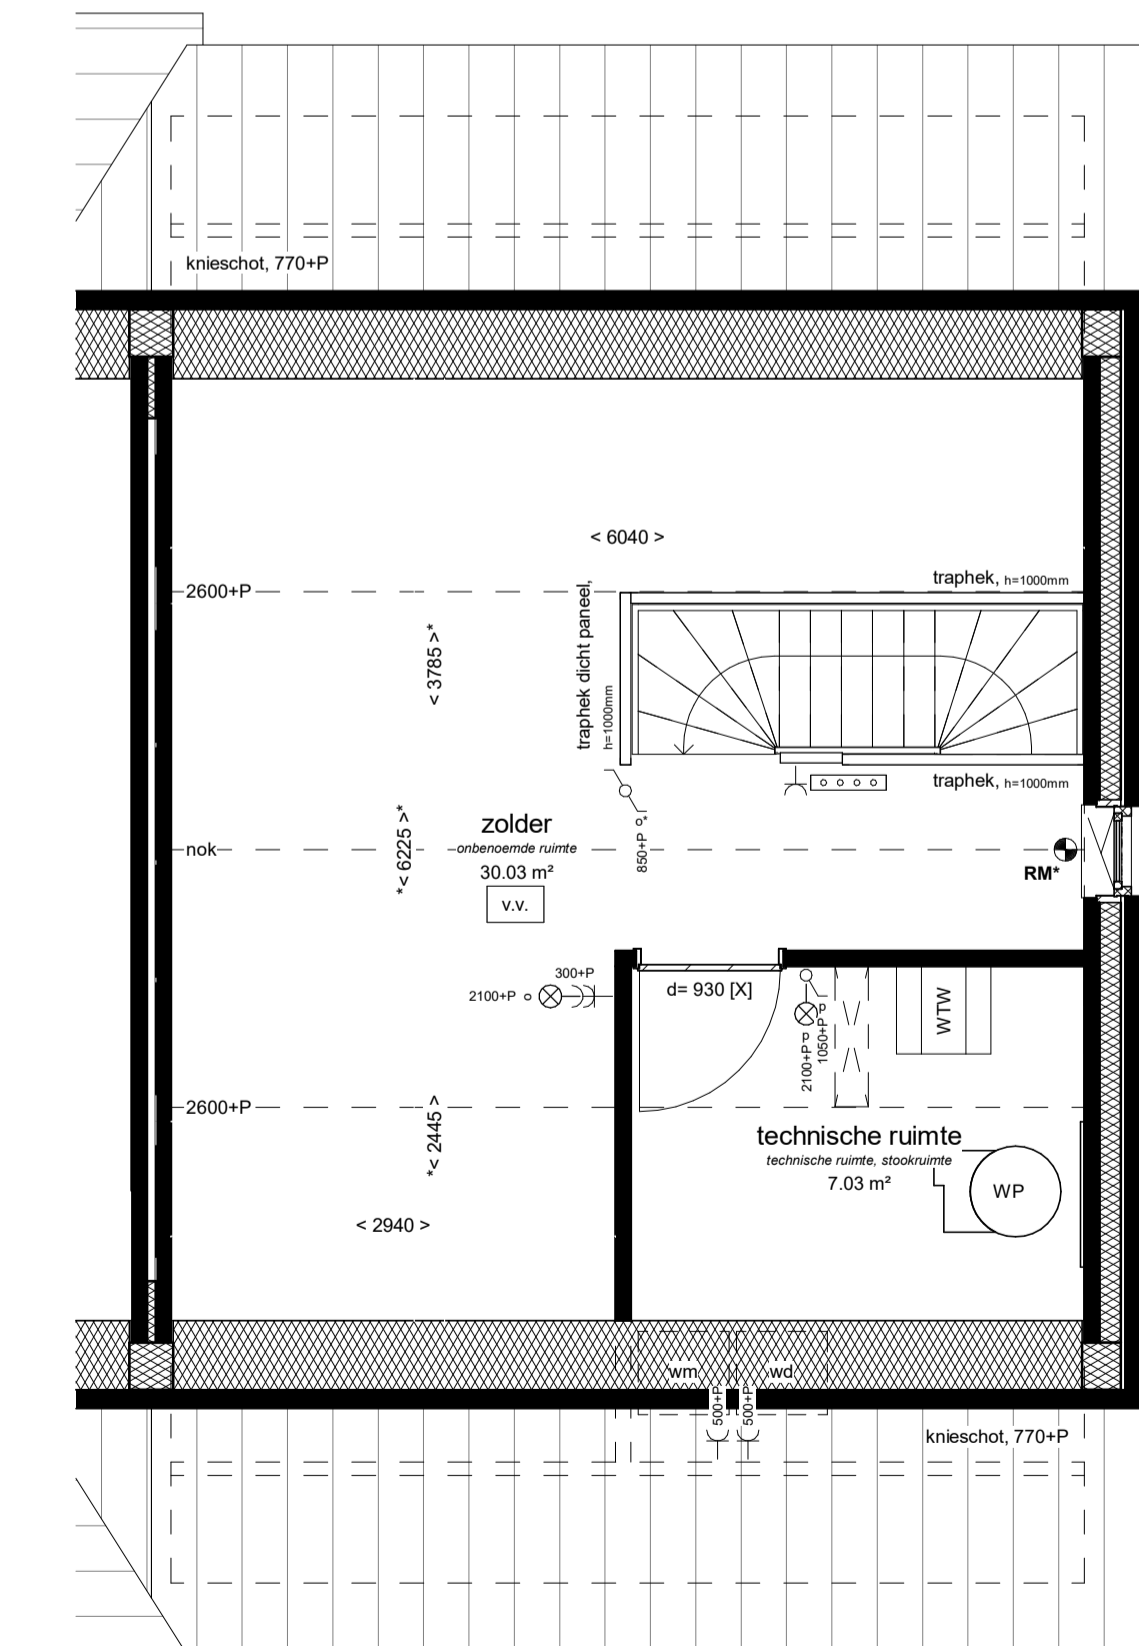 knieschot, 770+P
< 6040 >
2600+P
traphek, h=1000mm
traphek dicht paneel,
h=1000mm
< 3785 >*
traphek, h=1000mm
zolder
onbenoemde ruimte
30.03 m²
v.v.
*< 6225 >*
nok
850+P
*
RM*
300+P
2100+P
d= 930 [X]
p
1050+P
2100+P
p
WTW
2600+P
*< 2445 >
technische ruimte
technische ruimte, stookruimte
7.03 m²
WP
< 2940 >
wm
wd
500+P
500+P
knieschot, 770+P